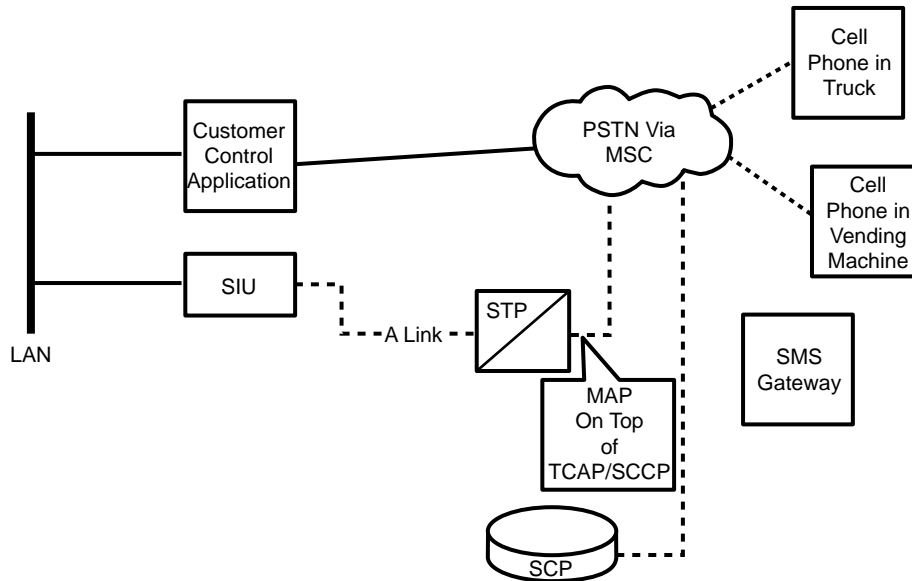 Cell
Phone in
Truck
Customer
Control
Application
PSTN Via
MSC
Cell
Phone in
Vending
Machine
SIU
STP
A Link
LAN
SMS
Gateway
MAP
On Top
of
TCAP/SCCP
SCP